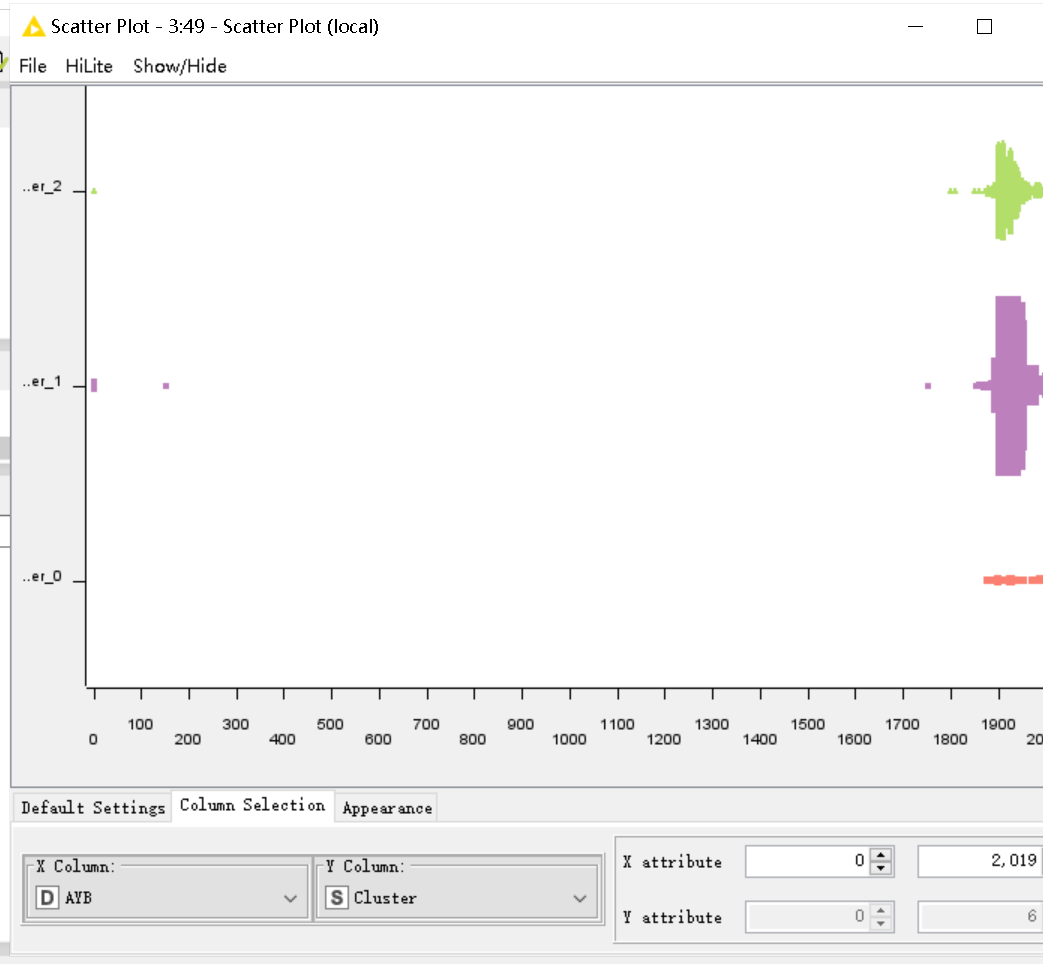 Scatter Plot - 3:49 - Scatter Plot (local)
File HiLite Show/Hide
..er_2
..er_1
..er_0
100 300 500 700 900 1100 1300 1500 1700 1900
0 200 400 600 800 1000 1200 1400 1600 1800 20
Default Settings Column Selection Appearance
X Column: Y Column:
D AYB S Cluster
X attribute 0 2,019
Y attribute 0 6